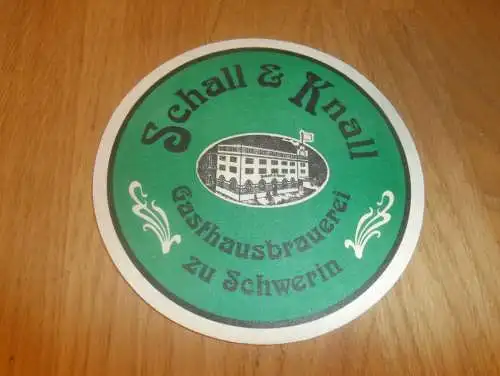 Schall & Knall
Gasthausbrauerei
zu Schwerin